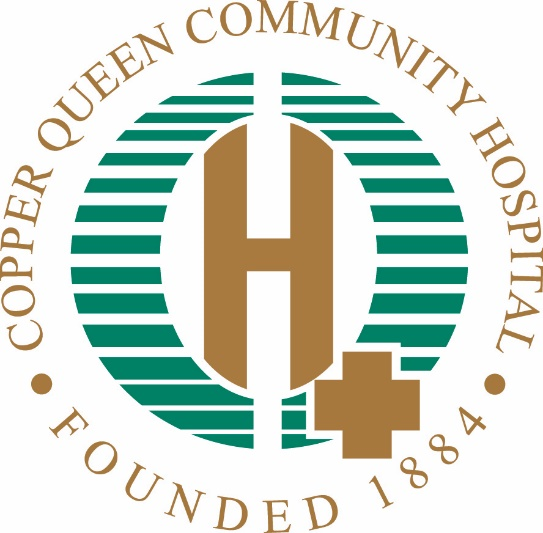 COPPER QUEEN COMMUNITY HOSPITAL
H
• FOUNDED 1884 •